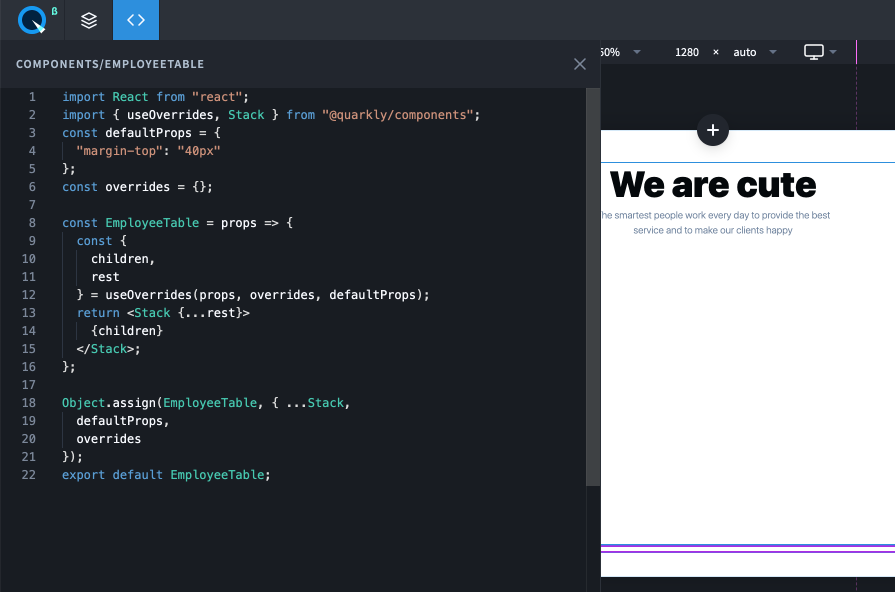 β
COMPONENTS/EMPLOYEETABLE
1 import React from "react";
2 import { useOverrides, Stack } from "@quarkly/components";
3 const defaultProps = {
4 "margin-top": "40px"
5 };
6 const overrides = {};
7
8 const EmployeeTable = props => {
9 const {
10 children,
11 rest
12 } = useOverrides(props, overrides, defaultProps);
13 return <Stack {...rest}>
14 {children}
15 </Stack>;
16 };
17
18 Object.assign(EmployeeTable, { ...Stack,
19 defaultProps,
20 overrides
21 });
22 export default EmployeeTable;
50% 1280 × auto
We are cute
he smartest people work every day to provide the best
service and to make our clients happy